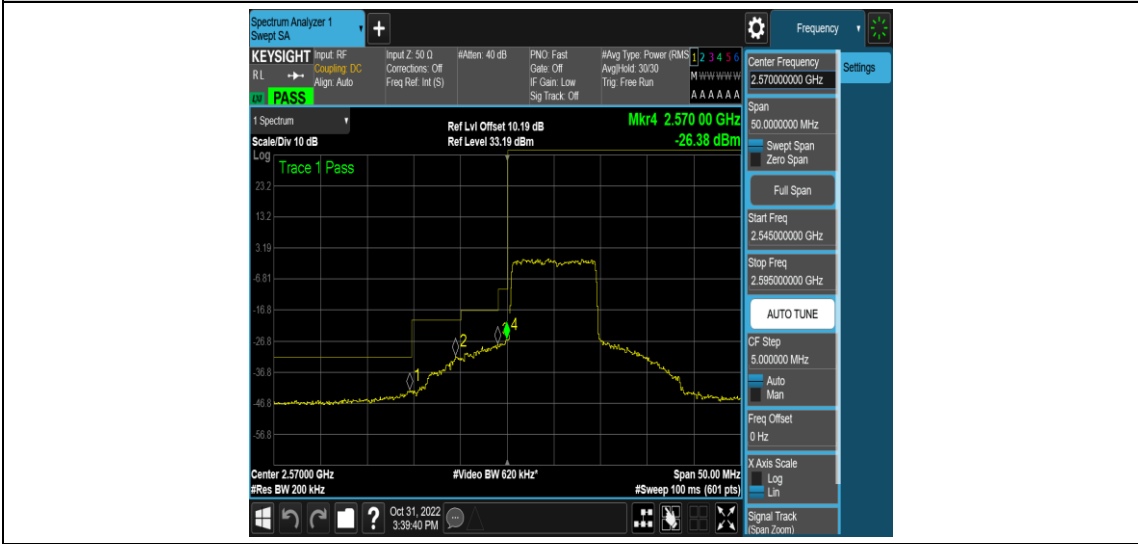 Spectrum Analyzer 1
Swept SA
+
Frequency
KEYSIGHT
RL
PASS
Input: RF
Coupling: DC
Align: Auto
Input Z: 50 Ω
Corrections: Off
Freq Ref: Int (S)
#Atten: 40 dB
PNO: Fast
Gate: Off
IF Gain: Low
Sig Track: Off
#Avg Type: Power (RMS
Avg|Hold: 30/30
Trig: Free Run
1 2 3 4 5 6
M W W W W W
A A A A A A
1 Spectrum
Scale/Div 10 dB
Ref Lvl Offset 10.19 dB
Ref Level 33.19 dBm
Mkr4 2.570 00 GHz
-26.38 dBm
Log
Trace 1 Pass
23.2
13.2
3.19
-6.81
-16.8
-26.8
-36.8
-46.8
-56.8
1
2
4
Center 2.57000 GHz
#Video BW 620 kHz*
Span 50.00 MHz
#Res BW 200 kHz
#Sweep 100 ms (601 pts)
?
Oct 31, 2022
3:39:40 PM
Center Frequency
2.570000000 GHz
Settings
Span
50.0000000 MHz
Swept Span
Zero Span
Full Span
Start Freq
2.545000000 GHz
Stop Freq
2.595000000 GHz
AUTO TUNE
CF Step
5.000000 MHz
Auto
Man
Freq Offset
0 Hz
X Axis Scale
Log
Lin
Signal Track
(Span Zoom)